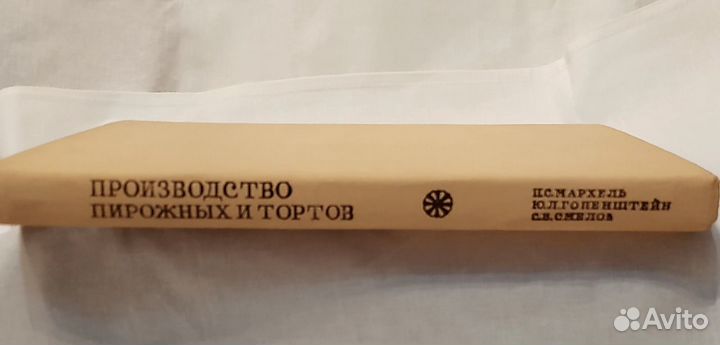 ПРОИЗВОДСТВО
ПИРОЖНЫХ И ТОРТОВ
П.С.МАРХЕЛЬ
Ю.Л.ГОПЕНШТЕЙН
С.В.СМЕЛОВ
Avito